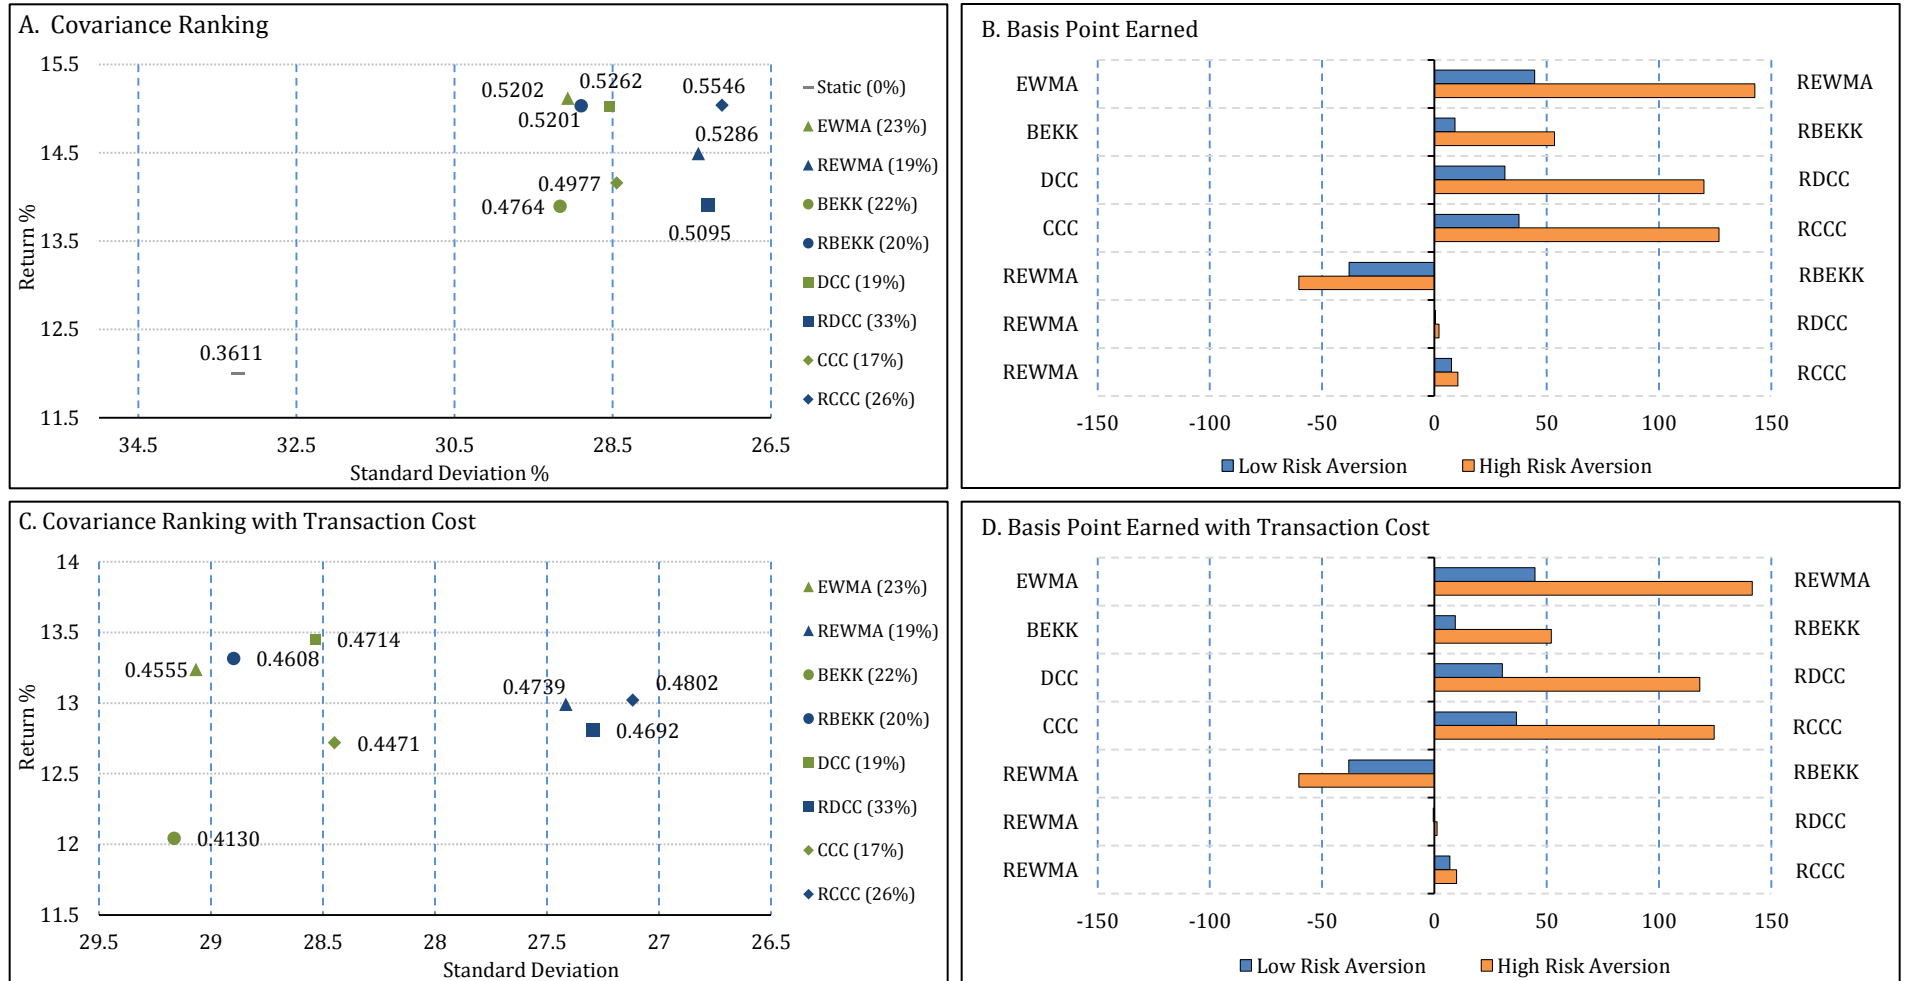 A. Covariance Ranking
15.5
14.5
13.5
12.5
11.5
Return %
34.5 32.5 30.5 28.5 26.5
Standard Deviation %
0.5202
0.5262
0.5201
0.5546
0.5286
0.4977
0.4764
0.5095
0.3611
Static (0%)
EWMA (23%)
REWMA (19%)
BEKK (22%)
RBEKK (20%)
DCC (19%)
RDCC (33%)
CCC (17%)
RCCC (26%)
B. Basis Point Earned
EWMA REWMA
BEKK RBEKK
DCC RDCC
CCC RCCC
REWMA RBEKK
REWMA RDCC
REWMA RCCC
-150 -100 -50 0 50 100 150
Low Risk Aversion High Risk Aversion
C. Covariance Ranking with Transaction Cost
14
13.5
13
12.5
12
11.5
Return %
29.5 29 28.5 28 27.5 27 26.5
Standard Deviation
0.4714
0.4608
0.4555
0.4739
0.4802
0.4692
0.4471
0.4130
EWMA (23%)
REWMA (19%)
BEKK (22%)
RBEKK (20%)
DCC (19%)
RDCC (33%)
CCC (17%)
RCCC (26%)
D. Basis Point Earned with Transaction Cost
EWMA REWMA
BEKK RBEKK
DCC RDCC
CCC RCCC
REWMA RBEKK
REWMA RDCC
REWMA RCCC
-150 -100 -50 0 50 100 150
Low Risk Aversion High Risk Aversion